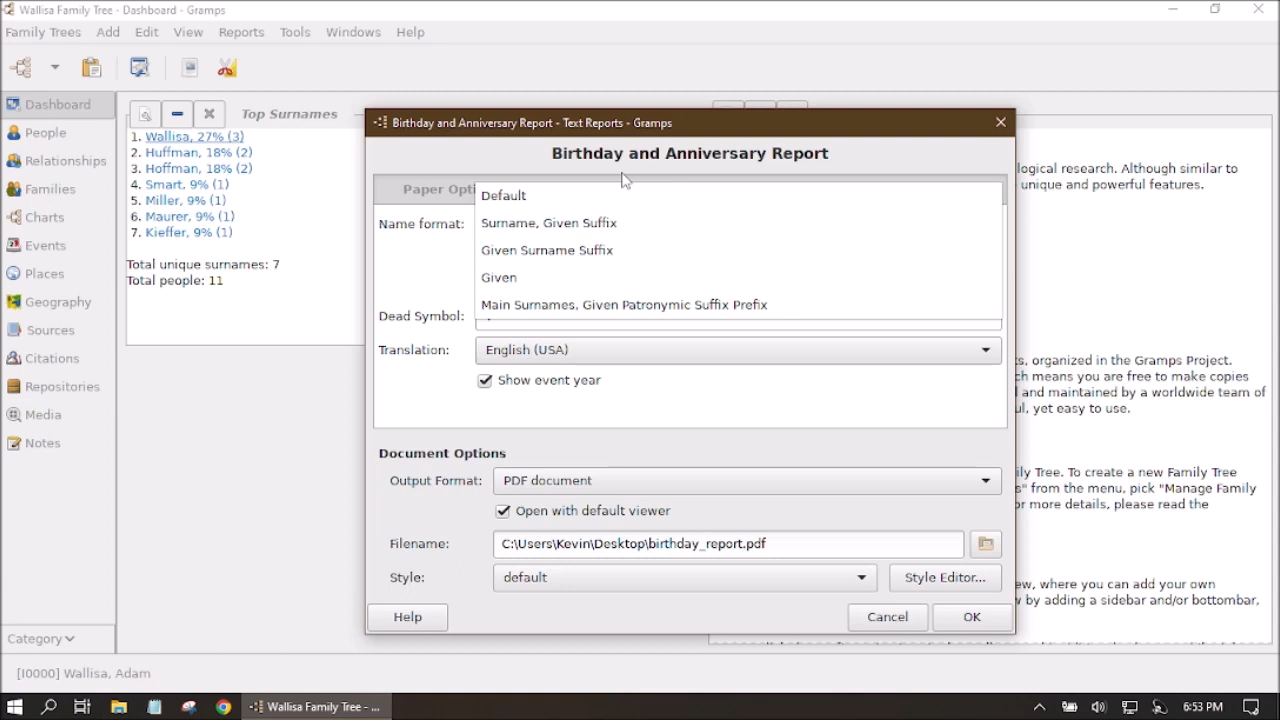 Wallisa Family Tree - Dashboard - Gramps
Family Trees Add Edit View Reports Tools Windows Help
Dashboard
People
Relationships
Families
Charts
Events
Places
Geography
Sources
Citations
Repositories
Media
Notes
Category
Top Surnames
1. Wallisa, 27% (3)
2. Huffman, 18% (2)
3. Hoffman, 18% (2)
4. Smart, 9% (1)
5. Miller, 9% (1)
6. Maurer, 9% (1)
7. Kieffer, 9% (1)
Total unique surnames: 7
Total people: 11
Birthday and Anniversary Report - Text Reports - Gramps
Birthday and Anniversary Report
Paper Opti
Name format:
Default
Surname, Given Suffix
Given Surname Suffix
Given
Main Surnames, Given Patronymic Suffix Prefix
Dead Symbol:
Translation: English (USA)
Show event year
Document Options
Output Format: PDF document
Open with default viewer
Filename: C:\Users\Kevin\Desktop\birthday_report.pdf
Style: default Style Editor...
Help Cancel OK
ological research. Although similar to
unique and powerful features.
ts, organized in the Gramps Project.
ch means you are free to make copies
d and maintained by a worldwide team of
ul, yet easy to use.
ily Tree. To create a new Family Tree
s" from the menu, pick "Manage Family
or more details, please read the
ew, where you can add your own
w by adding a sidebar and/or bottombar,
[I0000] Wallisa, Adam
Wallisa Family Tree - ...
6:53 PM